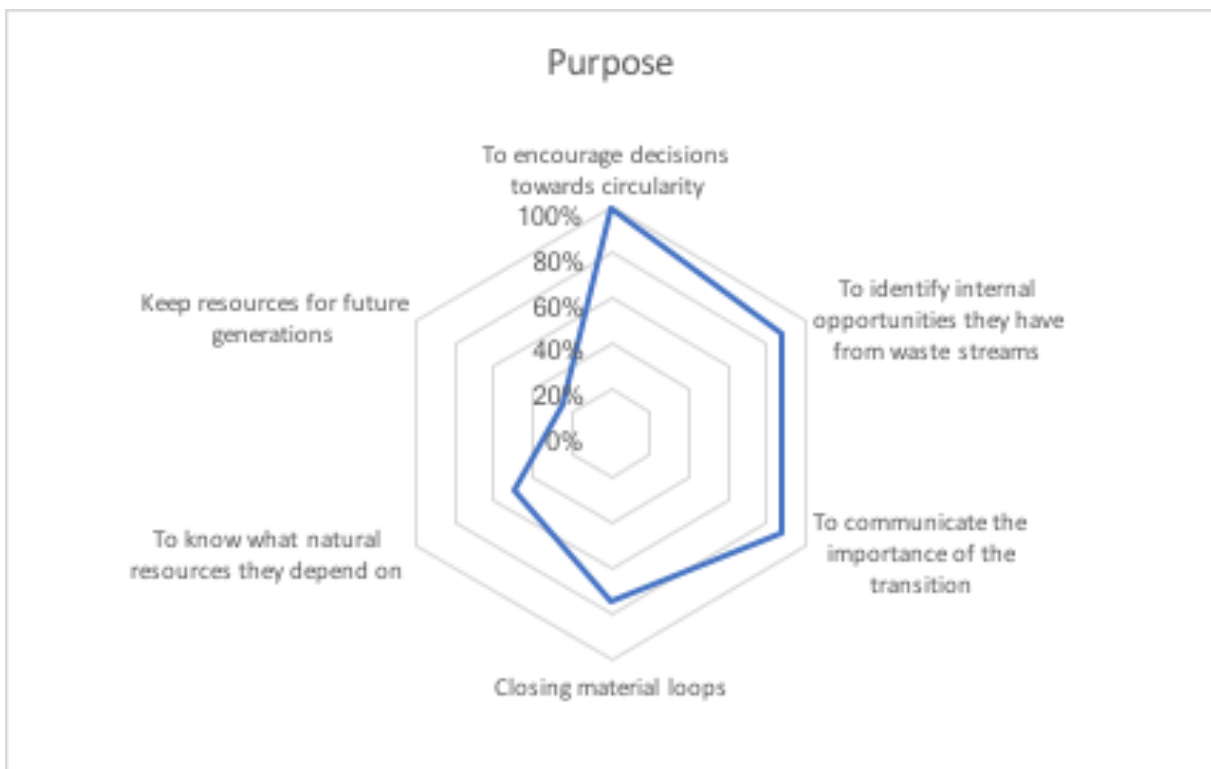 Purpose
To encourage decisions
towards circularity
100%
80%
60%
40%
20%
0%
To identify internal
opportunities they have
from waste streams
To communicate the
importance of the
transition
Closing material loops
To know what natural
resources they depend on
Keep resources for future
generations